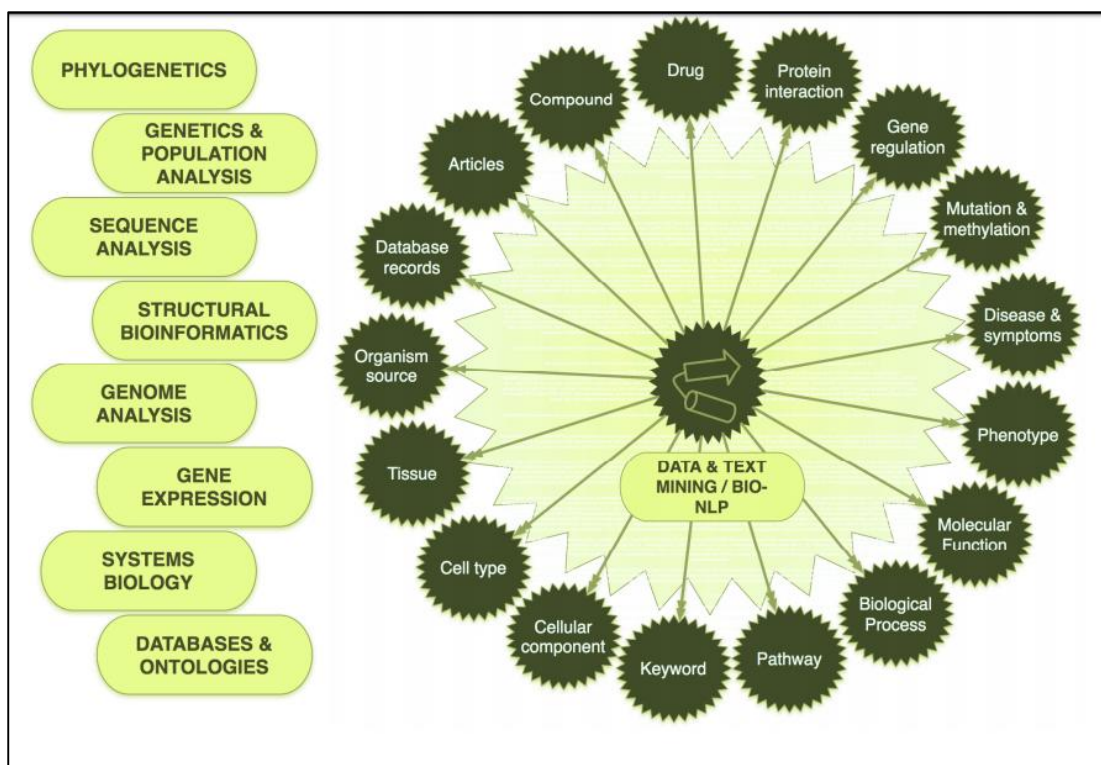 PHYLOGENETICS
GENETICS &
POPULATION
ANALYSIS
SEQUENCE
ANALYSIS
STRUCTURAL
BIOINFORMATICS
GENOME
ANALYSIS
GENE
EXPRESSION
SYSTEMS
BIOLOGY
DATABASES &
ONTOLOGIES
Drug
Protein
interaction
Gene
regulation
Mutation &
methylation
Disease &
symptoms
Phenotype
Molecular
Function
Biological
Process
Pathway
Keyword
Cellular
component
Cell type
Tissue
Organism
source
Database
records
Articles
Compound
DATA & TEXT
MINING / BIO-
NLP